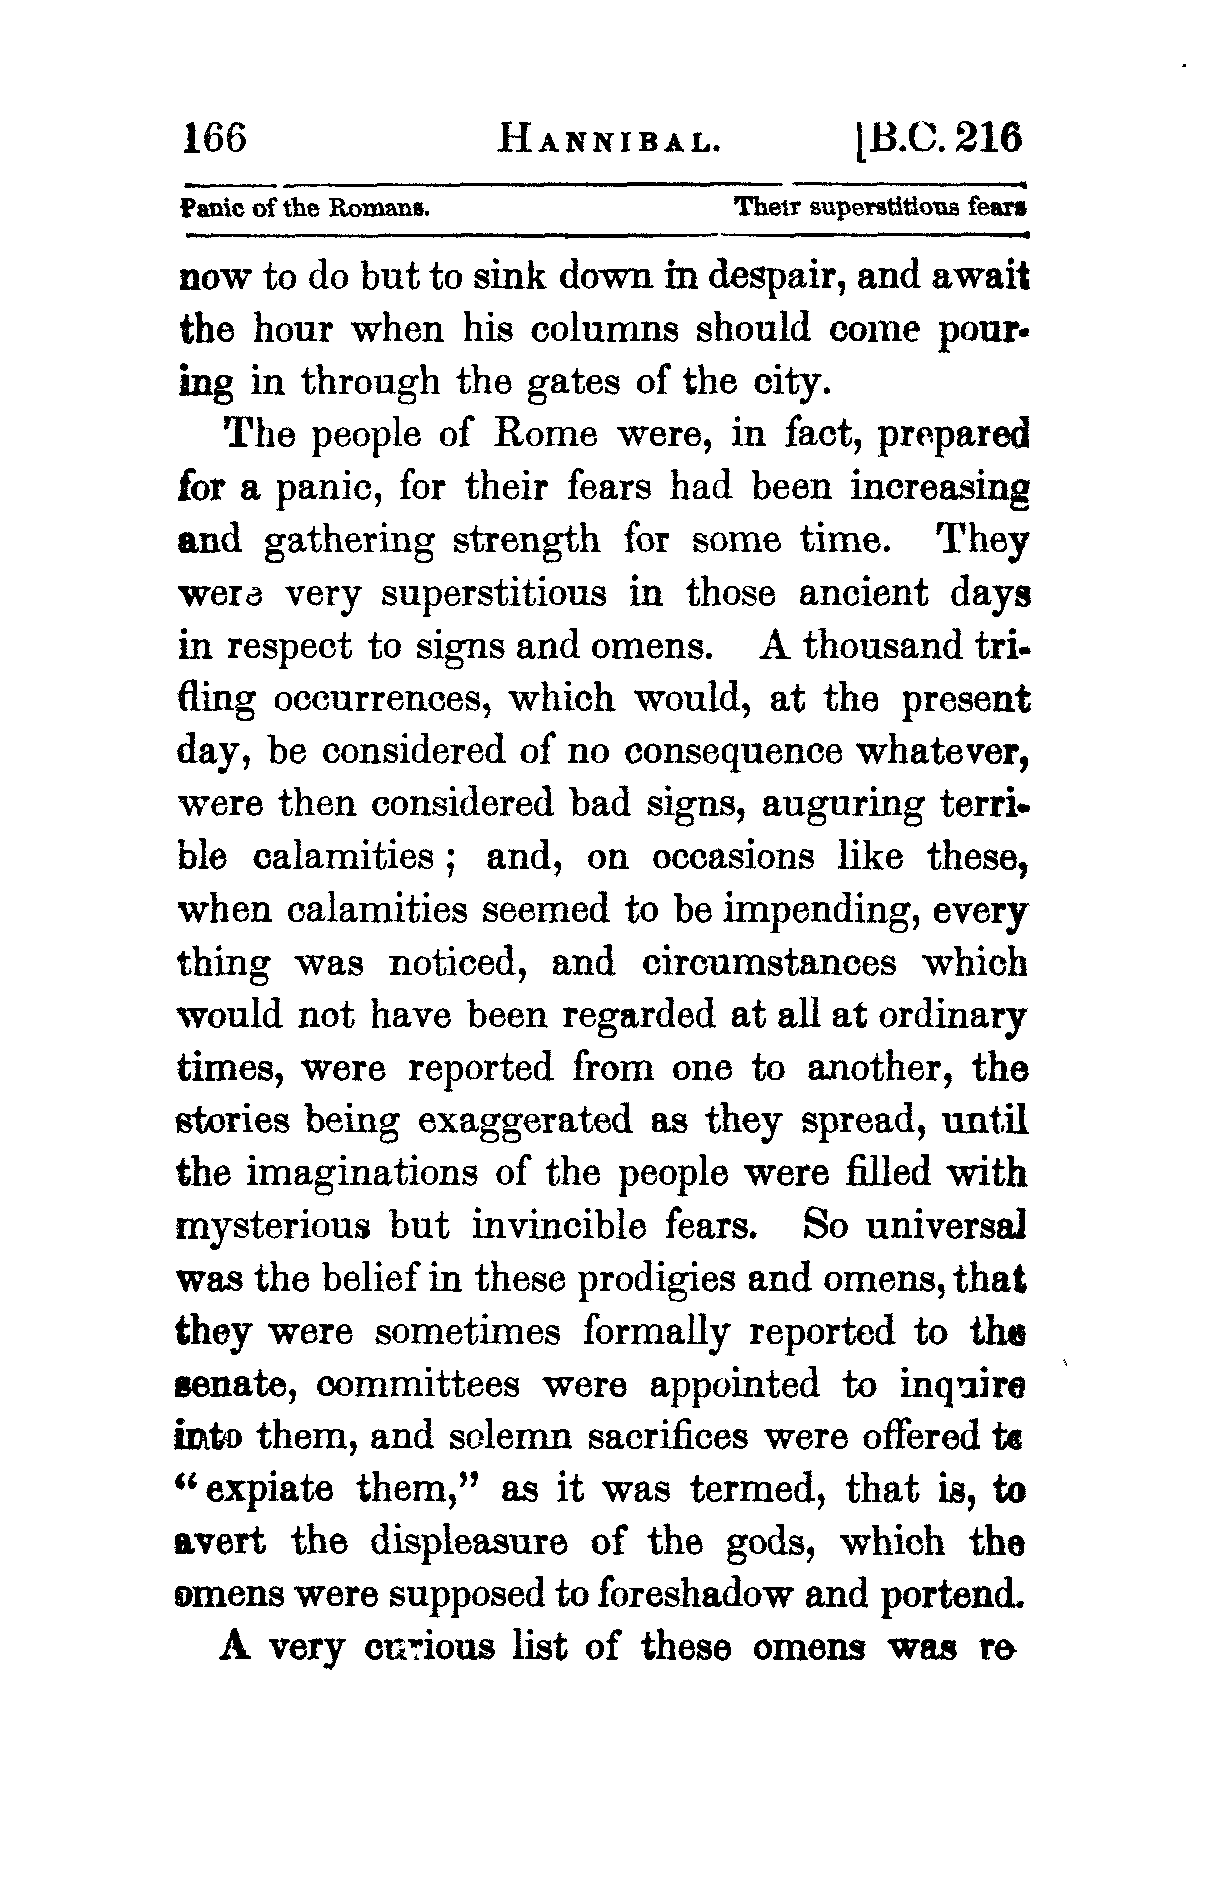 166 HANNIBAL. [B.C. 216
Panic of the Romans. Their superstitious fears
now to do but to sink down in despair, and await
the hour when his columns should come pour-
ing in through the gates of the city.
The people of Rome were, in fact, prepared
for a panic, for their fears had been increasing
and gathering strength for some time. They
were very superstitious in those ancient days
in respect to signs and omens. A thousand tri-
fling occurrences, which would, at the present
day, be considered of no consequence whatever,
were then considered bad signs, auguring terri-
ble calamities; and, on occasions like these,
when calamities seemed to be impending, every
thing was noticed, and circumstances which
would not have been regarded at all at ordinary
times, were reported from one to another, the
stories being exaggerated as they spread, until
the imaginations of the people were filled with
mysterious but invincible fears. So universal
was the belief in these prodigies and omens, that
they were sometimes formally reported to the
senate, committees were appointed to inquire
into them, and solemn sacrifices were offered to
“expiate them,” as it was termed, that is, to
avert the displeasure of the gods, which the
omens were supposed to foreshadow and portend.
A very curious list of these omens was re-